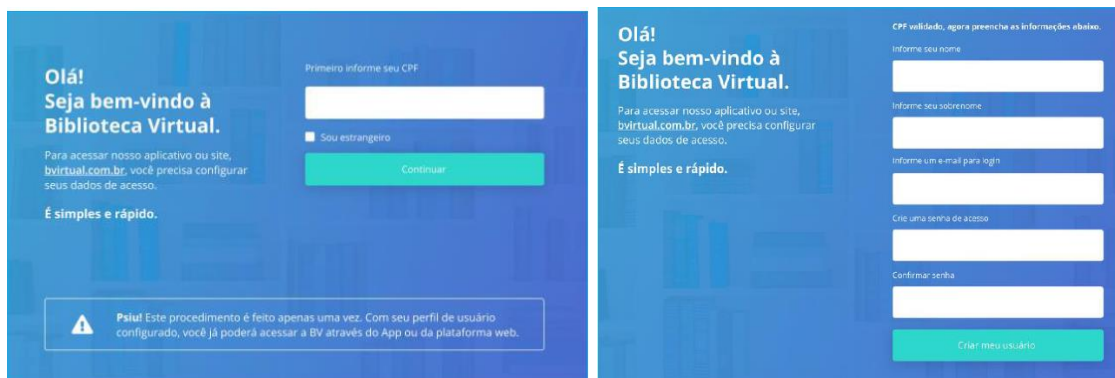 Olá!
Seja bem-vindo à
Biblioteca Virtual.
Para acessar nosso aplicativo ou site,
bvirtual.com.br, você precisa configurar
seus dados de acesso.
É simples e rápido.
Primeiro informe seu CPF
Sou estrangeiro
Continuar
Psiu! Este procedimento é feito apenas uma vez. Com seu perfil de usuário
configurado, você já poderá acessar a BV através do App ou da plataforma web.
Olá!
Seja bem-vindo à
Biblioteca Virtual.
Para acessar nosso aplicativo ou site,
bvirtual.com.br, você precisa configurar
seus dados de acesso.
É simples e rápido.
CPF validado, agora preencha as informações abaixo.
Informe seu nome
Informe seu sobrenome
Informe um e-mail para login
Crie uma senha de acesso
Confirmar senha
Criar meu usuário